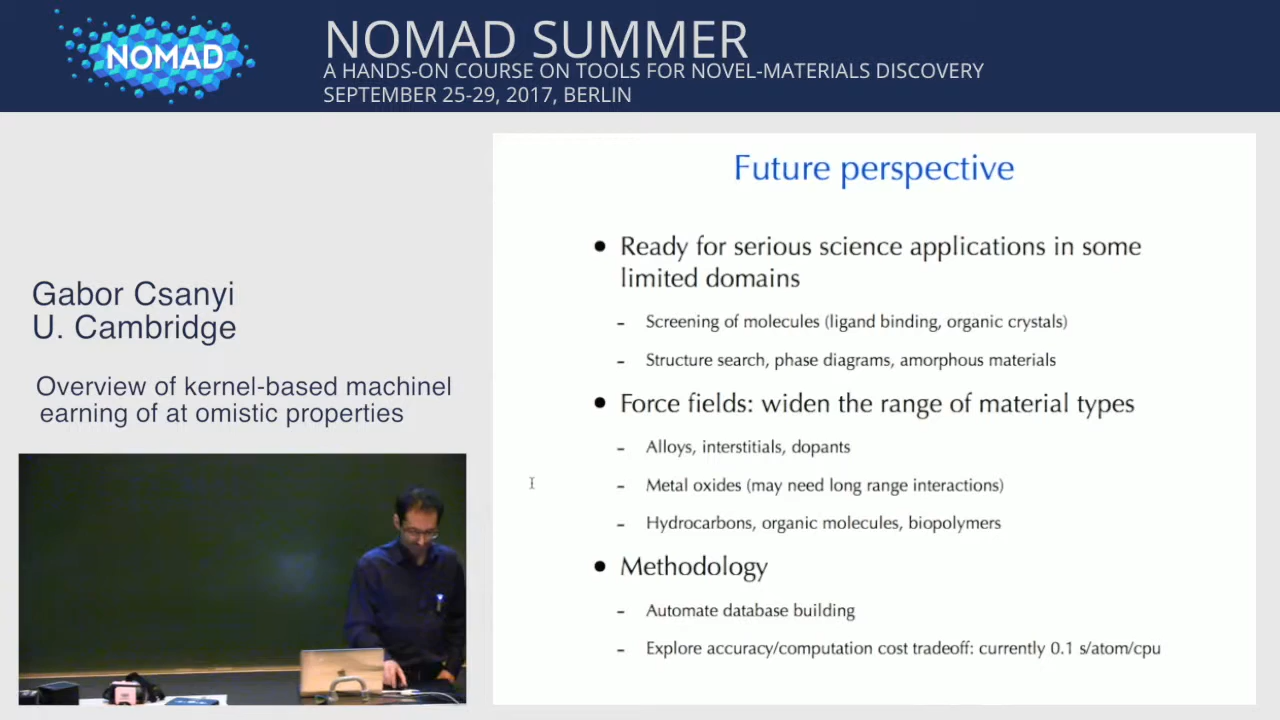 NOMAD
NOMAD SUMMER
A HANDS-ON COURSE ON TOOLS FOR NOVEL-MATERIALS DISCOVERY
SEPTEMBER 25-29, 2017, BERLIN
Gabor Csanyi
U. Cambridge
Overview of kernel-based machinel
earning of at omistic properties
Future perspective
● Ready for serious science applications in some
limited domains
- Screening of molecules (ligand binding, organic crystals)
- Structure search, phase diagrams, amorphous materials
● Force fields: widen the range of material types
- Alloys, interstitials, dopants
- Metal oxides (may need long range interactions)
- Hydrocarbons, organic molecules, biopolymers
● Methodology
- Automate database building
- Explore accuracy/computation cost tradeoff: currently 0.1 s/atom/cpu